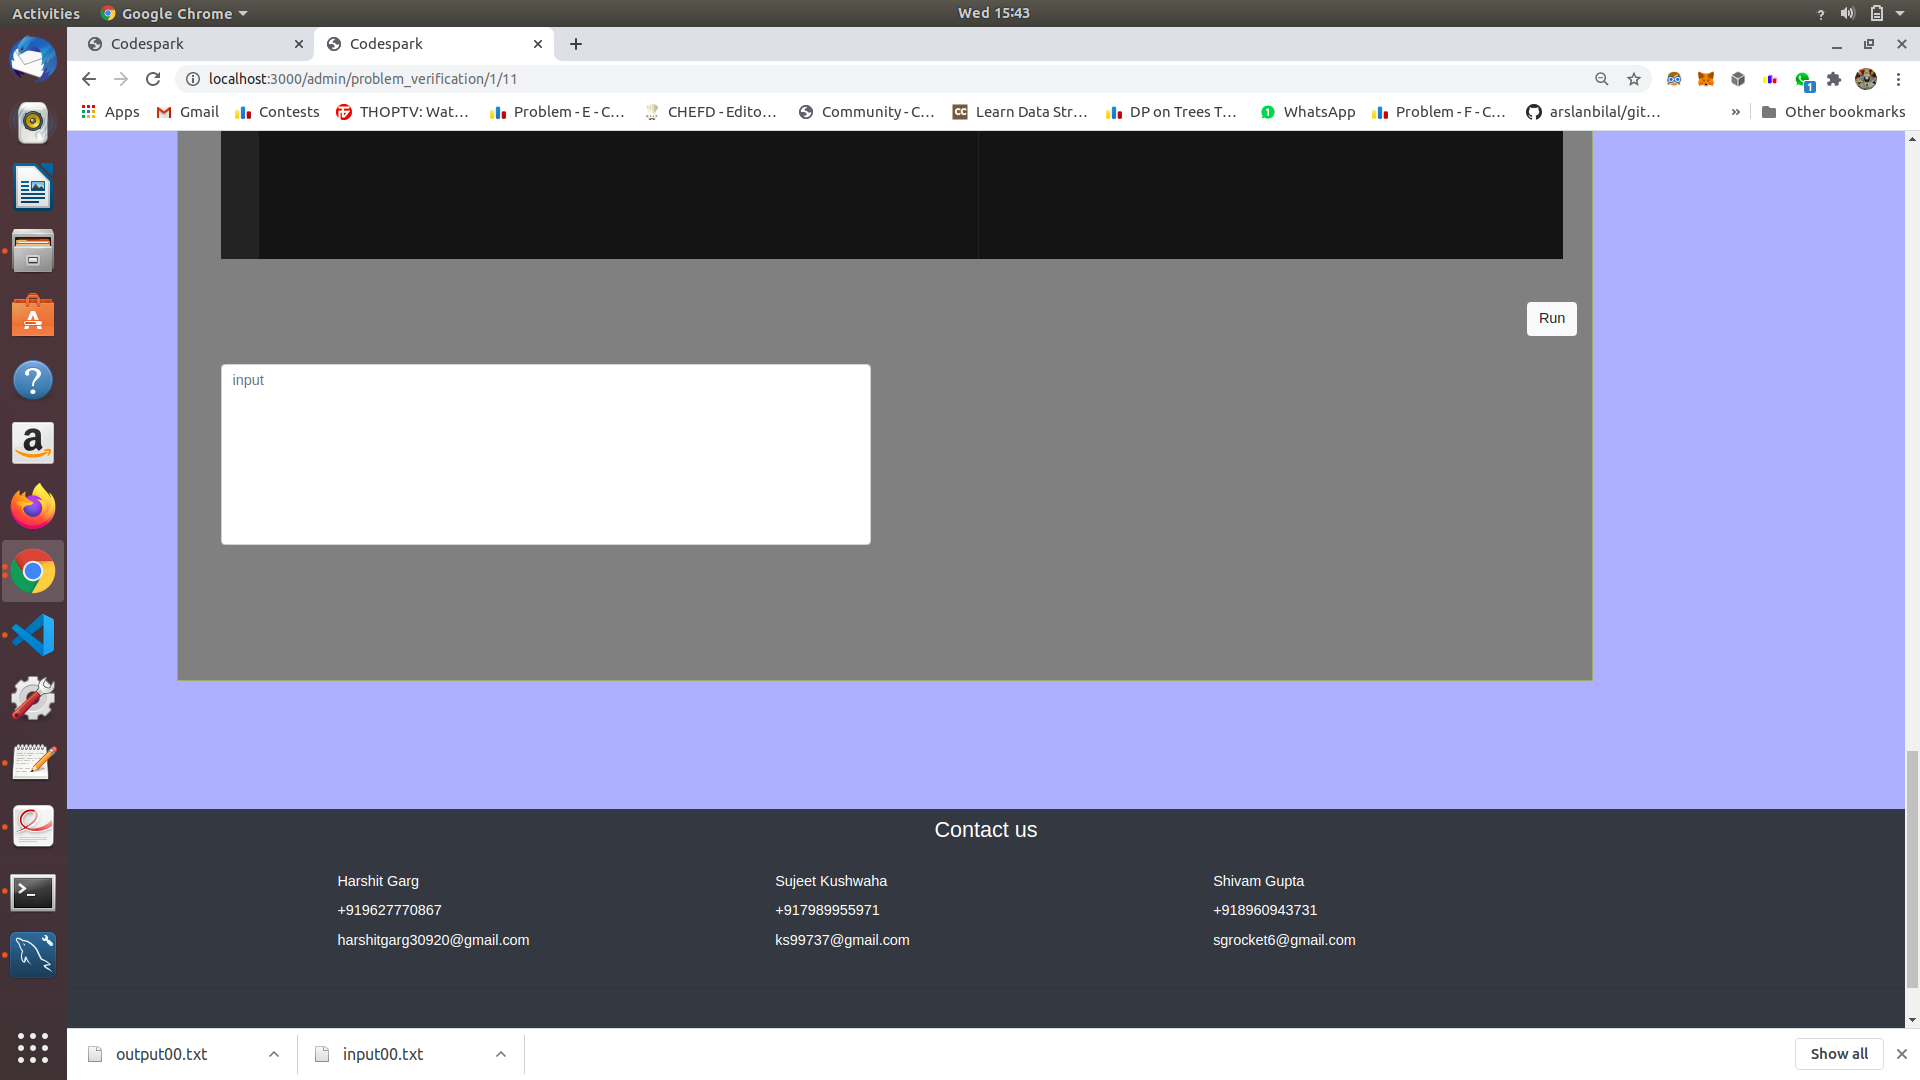 Activities
Google Chrome
Wed 15:43
?
Codespark
Codespark
localhost:3000/admin/problem_verification/1/11
1
Apps
Gmail
Contests
THOPTV: Wat…
Problem - E - C…
CHEFD - Edito…
Community - C…
CC
Learn Data Str…
DP on Trees T…
WhatsApp
Problem - F - C…
arslanbilal/git…
»
Other bookmarks
Run
input
Contact us
Harshit Garg
+919627770867
harshitgarg30920@gmail.com
Sujeet Kushwaha
+917989955971
ks99737@gmail.com
Shivam Gupta
+918960943731
sgrocket6@gmail.com
output00.txt
input00.txt
Show all